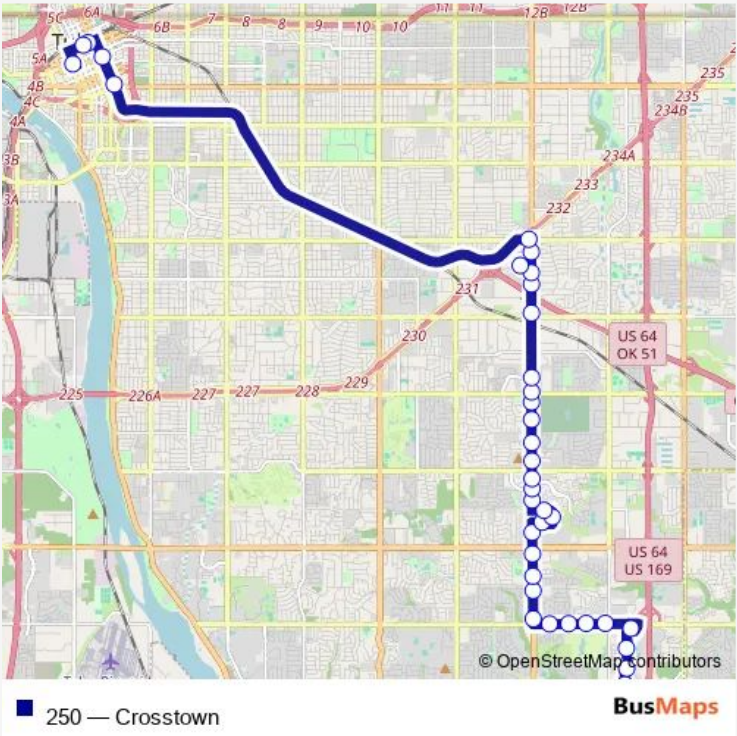 5C
6A
6B
7
8
8
9
10
10
11
11
12B
12B
T
5A
4B
4C
4A
3B
3A
235
235
234B
234A
233
232
231
230
229
228
227
227
226A
225
US 64
OK 51
US 64
US 169
© OpenStreetMap contributors
250 — Crosstown
BusMaps